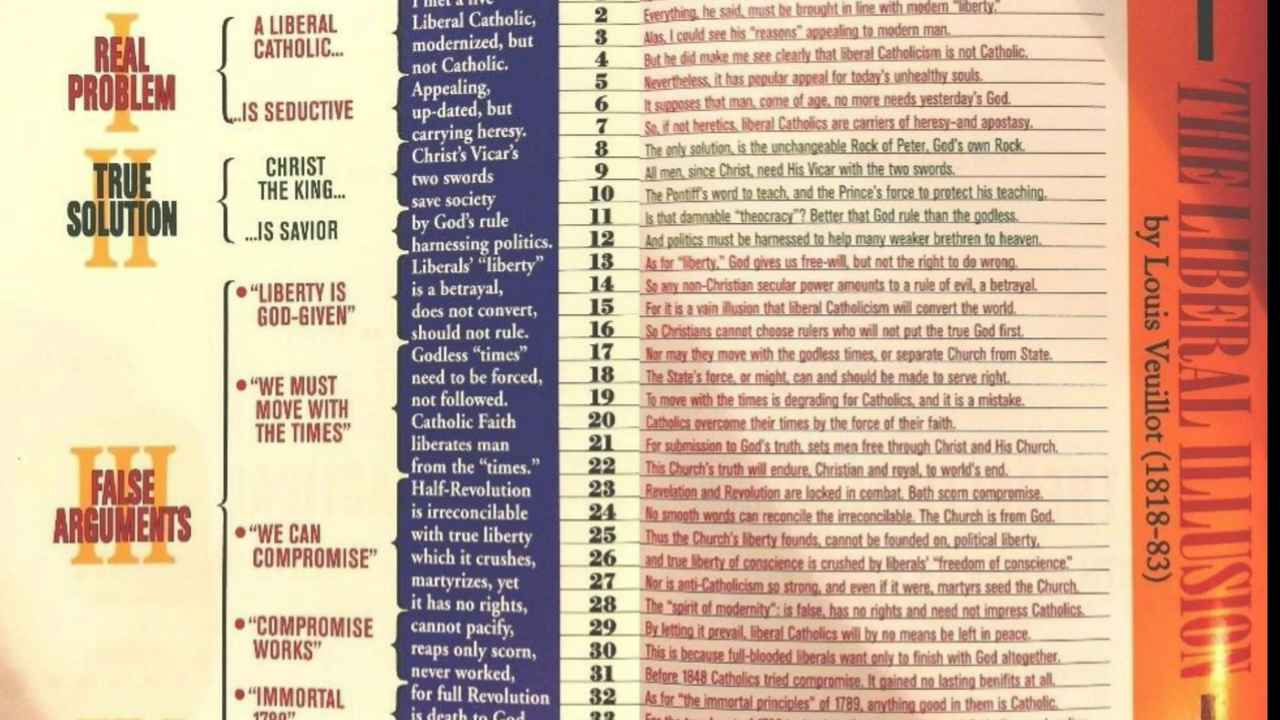 I
REAL
PROBLEM
A LIBERAL
CATHOLIC...
...IS SEDUCTIVE
II
TRUE
SOLUTION
CHRIST
THE KING...
...IS SAVIOR
III
FALSE
ARGUMENTS
• "LIBERTY IS
GOD-GIVEN"
• "WE MUST
MOVE WITH
THE TIMES"
• "WE CAN
COMPROMISE"
• "COMPROMISE
WORKS"
• "IMMORTAL
1789"
I met a live
Liberal Catholic,
modernized, but
not Catholic.
Appealing,
up-dated, but
carrying heresy.
Christ's Vicar's
two swords
save society
by God's rule
harnessing politics.
Liberals' "liberty"
is a betrayal,
does not convert,
should not rule.
Godless "times"
need to be forced,
not followed.
Catholic Faith
liberates man
from the "times."
Half-Revolution
is irreconcilable
with true liberty
which it crushes,
martyrizes, yet
it has no rights,
cannot pacify,
reaps only scorn,
never worked,
for full Revolution
is death to God
2 Everything, he said, must be brought in line with modern "liberty."
3 Alas, I could see his "reasons" appealing to modern man.
4 But he did make me see clearly that liberal Catholicism is not Catholic.
5 Nevertheless, it has popular appeal for today's unhealthy souls.
6 It supposes that man, come of age, no more needs yesterday's God.
7 So, if not heretics, liberal Catholics are carriers of heresy–and apostasy.
8 The only solution, is the unchangeable Rock of Peter, God's own Rock.
9 All men, since Christ, need His Vicar with the two swords.
10 The Pontiff's word to teach, and the Prince's force to protect his teaching.
11 Is that damnable "theocracy"? Better that God rule than the godless.
12 And politics must be harnessed to help many weaker brethren to heaven.
13 As for "liberty," God gives us free-will, but not the right to do wrong.
14 So any non-Christian secular power amounts to a rule of evil, a betrayal.
15 For it is a vain illusion that liberal Catholicism will convert the world.
16 So Christians cannot choose rulers who will not put the true God first.
17 Nor may they move with the godless times, or separate Church from State.
18 The State's force, or might, can and should be made to serve right.
19 To move with the times is degrading for Catholics, and it is a mistake.
20 Catholics overcome their times by the force of their faith.
21 For submission to God's truth, sets men free through Christ and His Church.
22 This Church's truth will endure, Christian and royal, to world's end.
23 Revelation and Revolution are locked in combat. Both scorn compromise.
24 No smooth words can reconcile the irreconcilable. The Church is from God.
25 Thus the Church's liberty founds, cannot be founded on, political liberty,
26 and true liberty of conscience is crushed by liberals' "freedom of conscience."
27 Nor is anti-Catholicism so strong, and even if it were, martyrs seed the Church.
28 The "spirit of modernity": is false, has no rights and need not impress Catholics.
29 By letting it prevail, liberal Catholics will by no means be left in peace.
30 This is because full-blooded liberals want only to finish with God altogether.
31 Before 1848 Catholics tried compromise. It gained no lasting benifits at all.
32 As for "the immortal principles" of 1789, anything good in them is Catholic.
33
THE LIBERAL ILLUSION
by Louis Veuillot (1818-83)